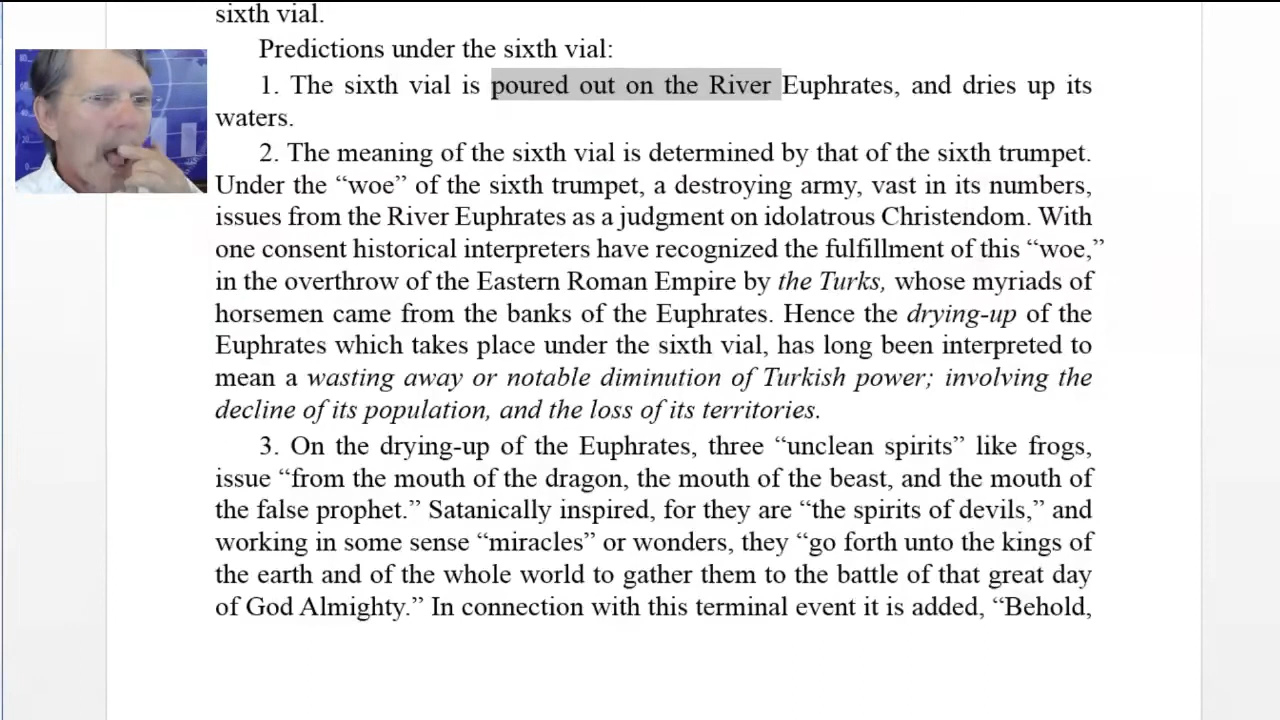 sixth vial.
Predictions under the sixth vial:
1. The sixth vial is poured out on the River Euphrates, and dries up its
waters.
2. The meaning of the sixth vial is determined by that of the sixth trumpet.
Under the “woe” of the sixth trumpet, a destroying army, vast in its numbers,
issues from the River Euphrates as a judgment on idolatrous Christendom. With
one consent historical interpreters have recognized the fulfillment of this “woe,”
in the overthrow of the Eastern Roman Empire by the Turks, whose myriads of
horsemen came from the banks of the Euphrates. Hence the drying-up of the
Euphrates which takes place under the sixth vial, has long been interpreted to
mean a wasting away or notable diminution of Turkish power; involving the
decline of its population, and the loss of its territories.
3. On the drying-up of the Euphrates, three “unclean spirits” like frogs,
issue “from the mouth of the dragon, the mouth of the beast, and the mouth of
the false prophet.” Satanically inspired, for they are “the spirits of devils,” and
working in some sense “miracles” or wonders, they “go forth unto the kings of
the earth and of the whole world to gather them to the battle of that great day
of God Almighty.” In connection with this terminal event it is added, “Behold,